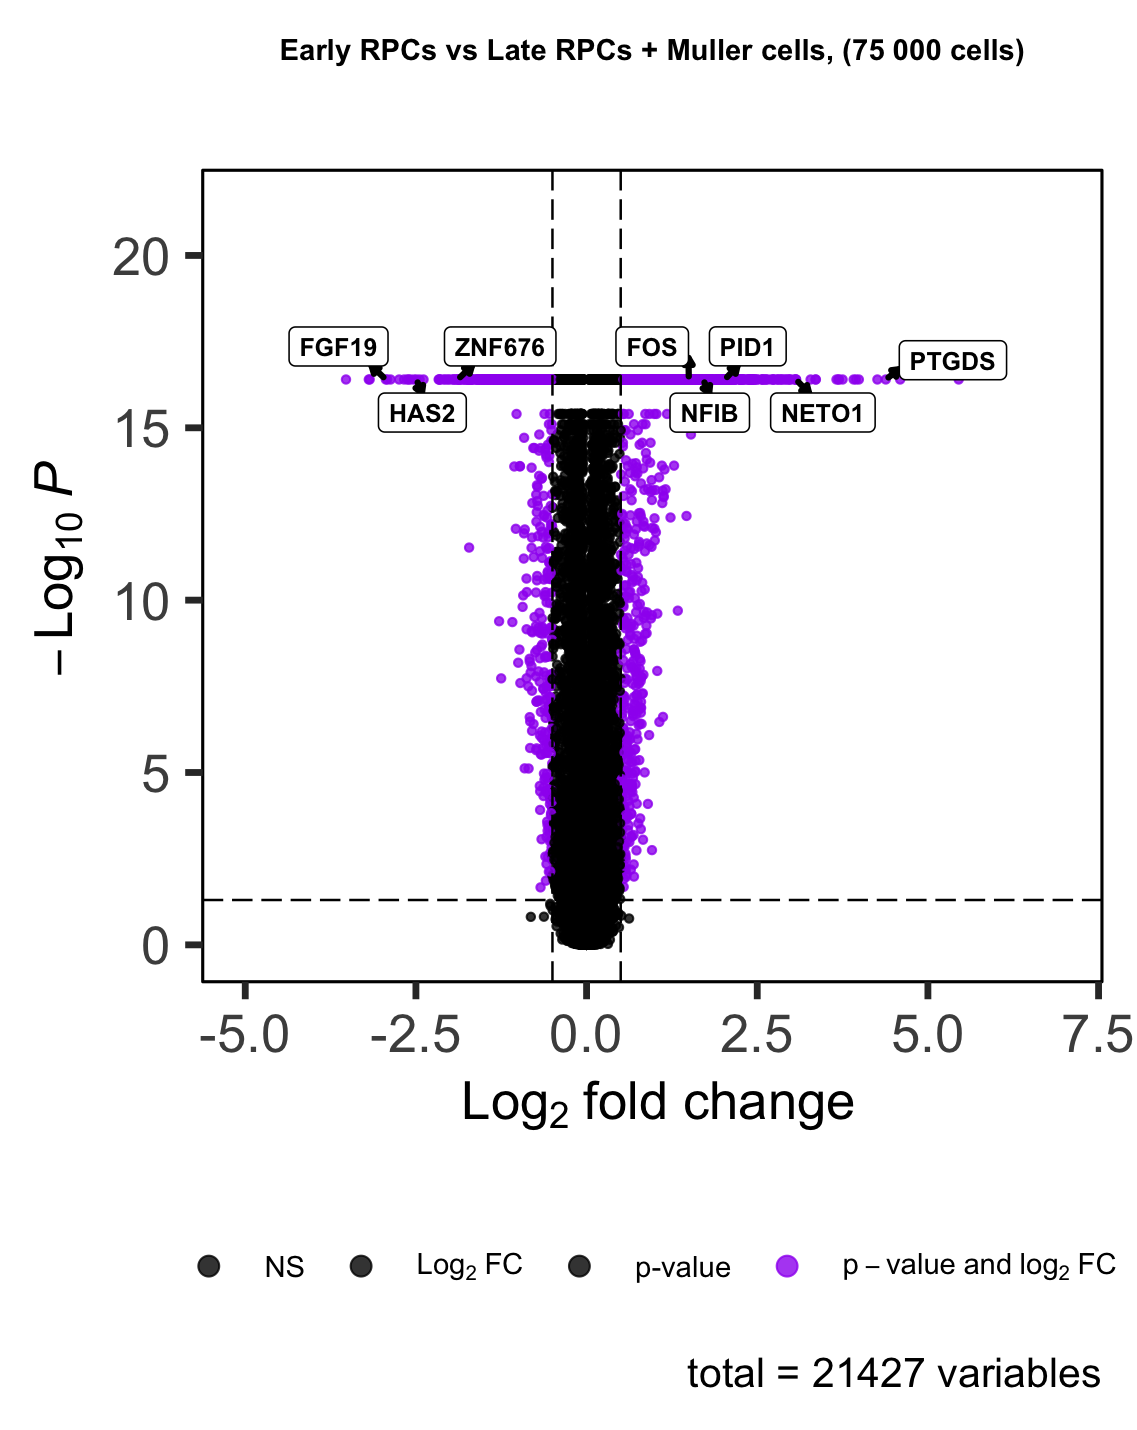 Early RPCs vs Late RPCs + Muller cells, (75 000 cells)
20
15
10
5
0
– Log10 P
FGF19
ZNF676
FOS
PID1
PTGDS
HAS2
NFIB
NETO1
-5.0 -2.5 0.0 2.5 5.0 7.5
Log2 fold change
NS Log2 FC p-value p – value and log2 FC
total = 21427 variables